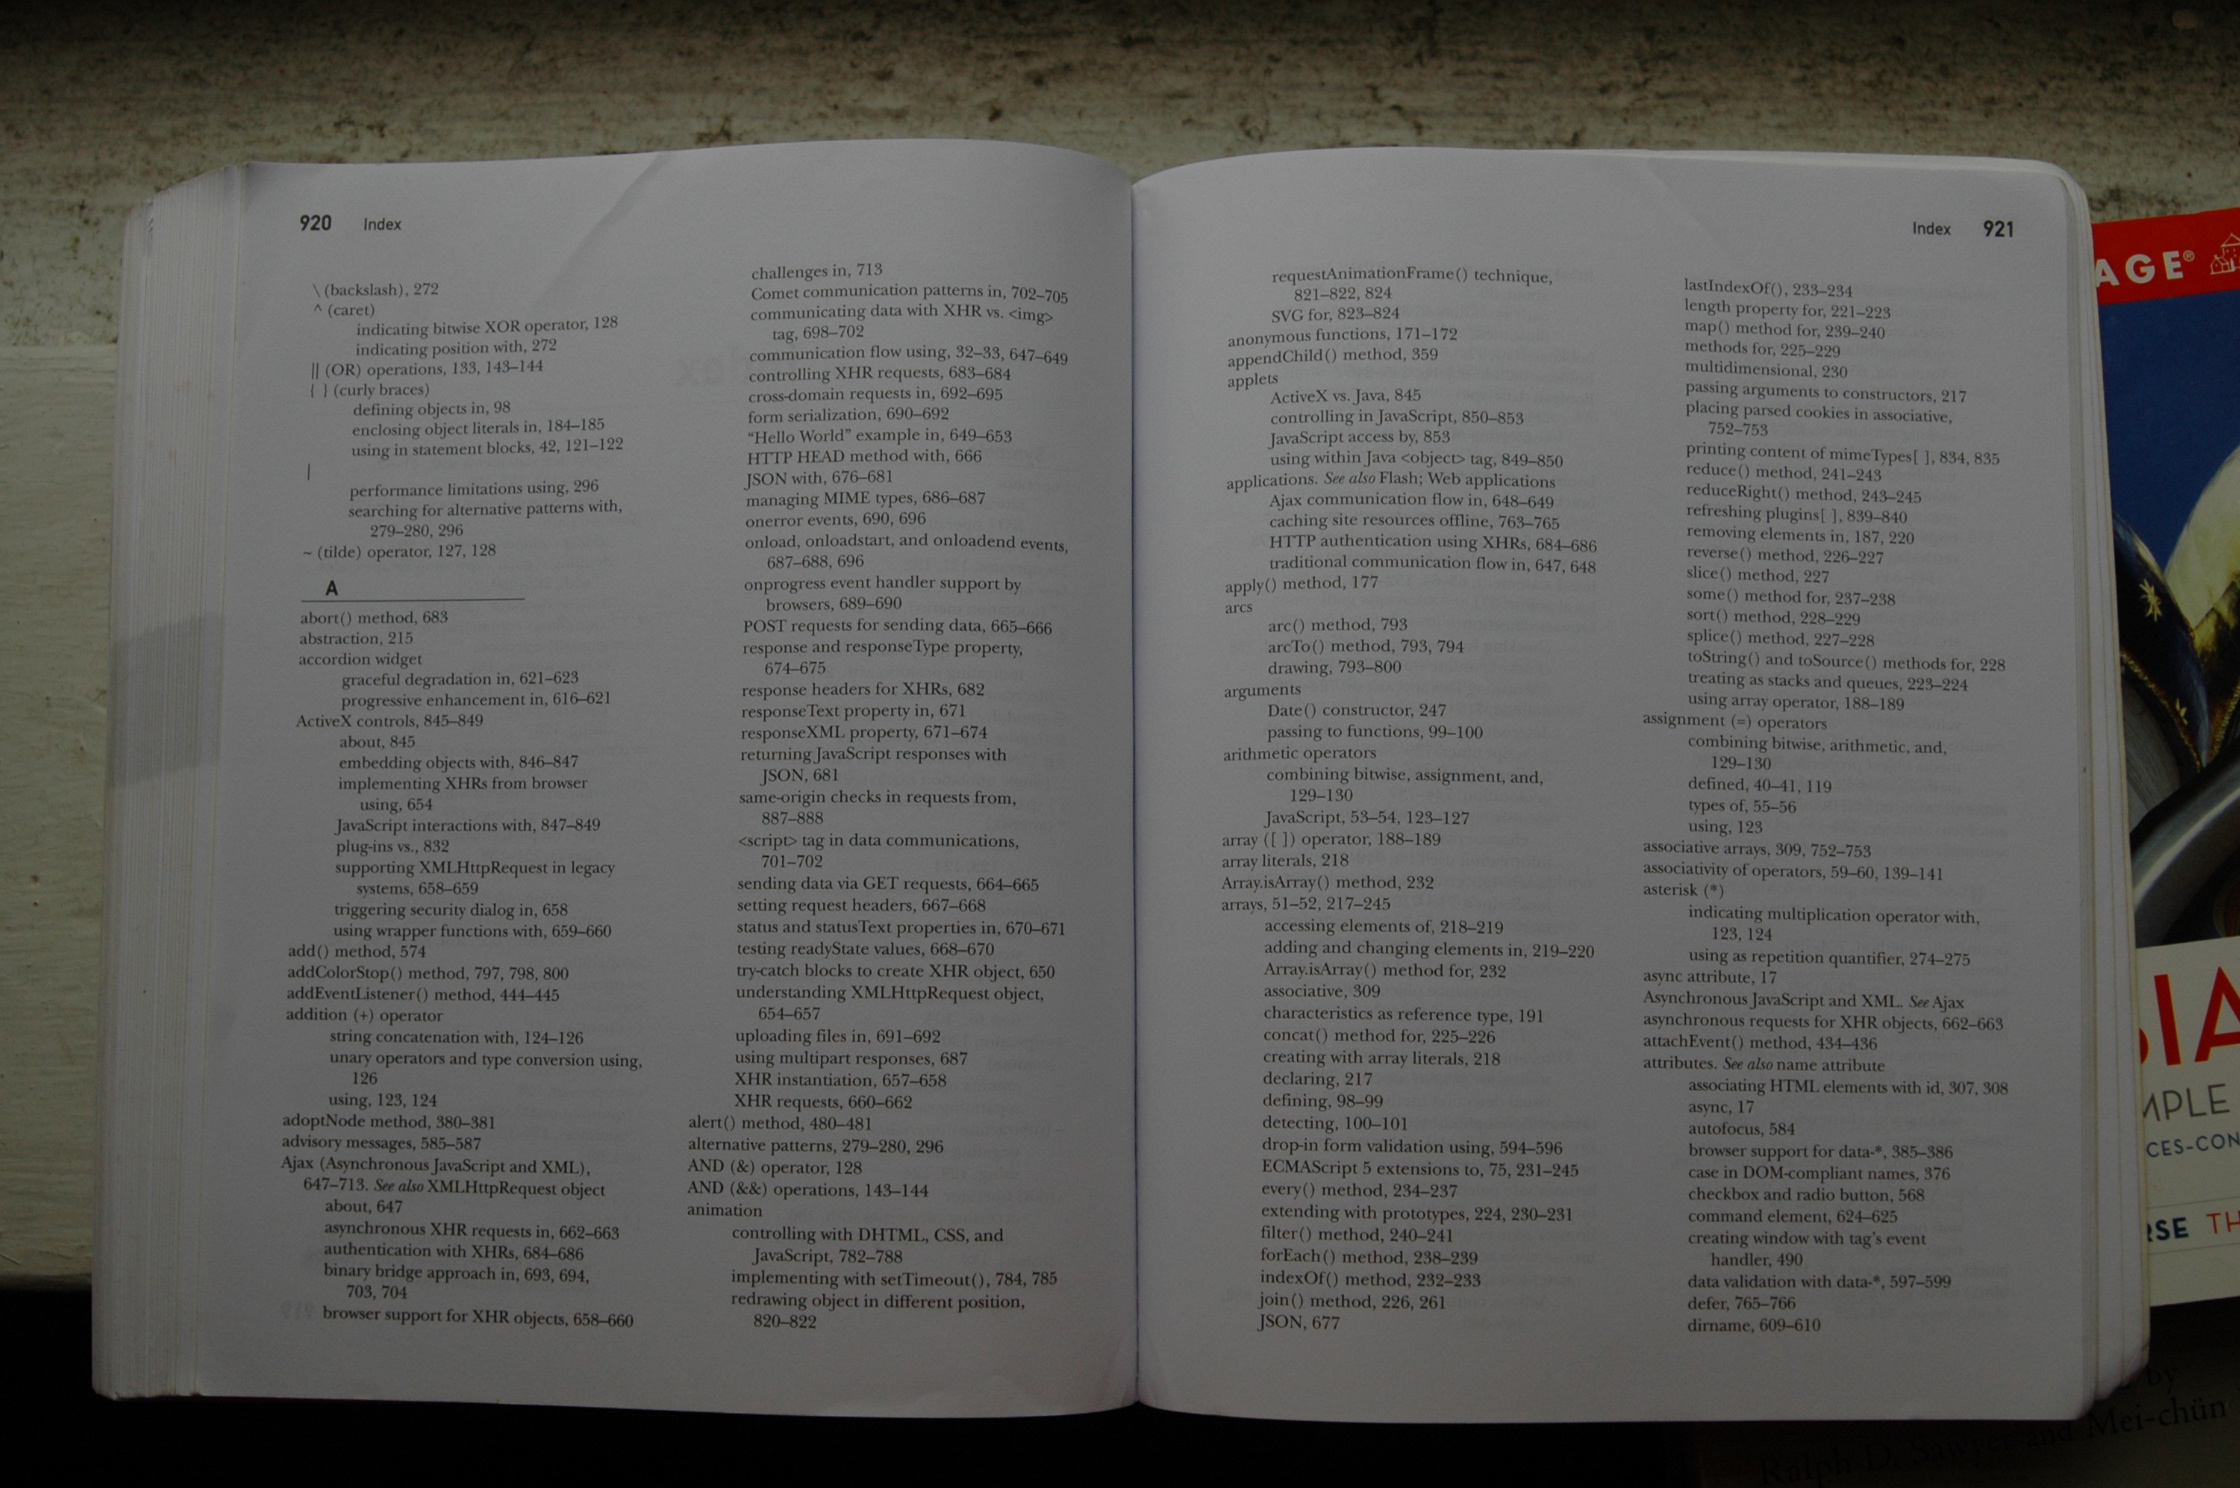 920 Index
\ (backslash), 272
^ (caret)
indicating bitwise XOR operator, 128
indicating position with, 272
|| (OR) operations, 133, 143–144
{ } (curly braces)
defining objects in, 98
enclosing object literals in, 184–185
using in statement blocks, 42, 121–122
|
performance limitations using, 296
searching for alternative patterns with,
279–280, 296
~ (tilde) operator, 127, 128
A
abort() method, 683
abstraction, 215
accordion widget
graceful degradation in, 621–623
progressive enhancement in, 616–621
ActiveX controls, 845–849
about, 845
embedding objects with, 846–847
implementing XHRs from browser
using, 654
JavaScript interactions with, 847–849
plug-ins vs., 832
supporting XMLHttpRequest in legacy
systems, 658–659
triggering security dialog in, 658
using wrapper functions with, 659–660
add() method, 574
addColorStop() method, 797, 798, 800
addEventListener() method, 444–445
addition (+) operator
string concatenation with, 124–126
unary operators and type conversion using,
126
using, 123, 124
adoptNode method, 380–381
advisory messages, 585–587
Ajax (Asynchronous JavaScript and XML),
647–713. See also XMLHttpRequest object
about, 647
asynchronous XHR requests in, 662–663
authentication with XHRs, 684–686
binary bridge approach in, 693, 694,
703, 704
browser support for XHR objects, 658–660
challenges in, 713
Comet communication patterns in, 702–705
communicating data with XHR vs. <img>
tag, 698–702
communication flow using, 32–33, 647–649
controlling XHR requests, 683–684
cross-domain requests in, 692–695
form serialization, 690–692
"Hello World" example in, 649–653
HTTP HEAD method with, 666
JSON with, 676–681
managing MIME types, 686–687
onerror events, 690, 696
onload, onloadstart, and onloadend events,
687–688, 696
onprogress event handler support by
browsers, 689–690
POST requests for sending data, 665–666
response and responseType property,
674–675
response headers for XHRs, 682
responseText property in, 671
responseXML property, 671–674
returning JavaScript responses with
JSON, 681
same-origin checks in requests from,
887–888
<script> tag in data communications,
701–702
sending data via GET requests, 664–665
setting request headers, 667–668
status and statusText properties in, 670–671
testing readyState values, 668–670
try-catch blocks to create XHR object, 650
understanding XMLHttpRequest object,
654–657
uploading files in, 691–692
using multipart responses, 687
XHR instantiation, 657–658
XHR requests, 660–662
alert() method, 480–481
alternative patterns, 279–280, 296
AND (&) operator, 128
AND (&&) operations, 143–144
animation
controlling with DHTML, CSS, and
JavaScript, 782–788
implementing with setTimeout(), 784, 785
redrawing object in different position,
820–822
Index 921
requestAnimationFrame() technique,
821–822, 824
SVG for, 823–824
anonymous functions, 171–172
appendChild() method, 359
applets
ActiveX vs. Java, 845
controlling in JavaScript, 850–853
JavaScript access by, 853
using within Java <object> tag, 849–850
applications. See also Flash; Web applications
Ajax communication flow in, 648–649
caching site resources offline, 763–765
HTTP authentication using XHRs, 684–686
traditional communication flow in, 647, 648
apply() method, 177
arcs
arc() method, 793
arcTo() method, 793, 794
drawing, 793–800
arguments
Date() constructor, 247
passing to functions, 99–100
arithmetic operators
combining bitwise, assignment, and,
129–130
JavaScript, 53–54, 123–127
array ([ ]) operator, 188–189
array literals, 218
Array.isArray() method, 232
arrays, 51–52, 217–245
accessing elements of, 218–219
adding and changing elements in, 219–220
Array.isArray() method for, 232
associative, 309
characteristics as reference type, 191
concat() method for, 225–226
creating with array literals, 218
declaring, 217
defining, 98–99
detecting, 100–101
drop-in form validation using, 594–596
ECMAScript 5 extensions to, 75, 231–245
every() method, 234–237
extending with prototypes, 224, 230–231
filter() method, 240–241
forEach() method, 238–239
indexOf() method, 232–233
join() method, 226, 261
JSON, 677
lastIndexOf(), 233–234
length property for, 221–223
map() method for, 239–240
methods for, 225–229
multidimensional, 230
passing arguments to constructors, 217
placing parsed cookies in associative,
752–753
printing content of mimeTypes[ ], 834, 835
reduce() method, 241–243
reduceRight() method, 243–245
refreshing plugins[ ], 839–840
removing elements in, 187, 220
reverse() method, 226–227
slice() method, 227
some() method for, 237–238
sort() method, 228–229
splice() method, 227–228
toString() and toSource() methods for, 228
treating as stacks and queues, 223–224
using array operator, 188–189
assignment (=) operators
combining bitwise, arithmetic, and,
129–130
defined, 40–41, 119
types of, 55–56
using, 123
associative arrays, 309, 752–753
associativity of operators, 59–60, 139–141
asterisk (*)
indicating multiplication operator with,
123, 124
using as repetition quantifier, 274–275
async attribute, 17
Asynchronous JavaScript and XML. See Ajax
asynchronous requests for XHR objects, 662–663
attachEvent() method, 434–436
attributes. See also name attribute
associating HTML elements with id, 307, 308
async, 17
autofocus, 584
browser support for data-*, 385–386
case in DOM-compliant names, 376
checkbox and radio button, 568
command element, 624–625
creating window with tag's event
handler, 490
data validation with data-*, 597–599
defer, 765–766
dirname, 609–610
AGE®
IA
MPLE
CES-CON
RSE TH
by
Ralph D. Sawyer and Mei-chün